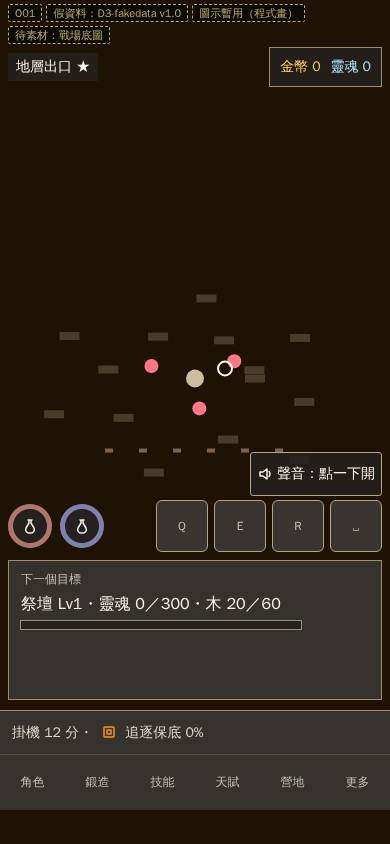 001 假資料：D3-fakedata v1.0 圖示暫用（程式畫）
待素材：戰場底圖
地層出口 ★ 金幣 0 靈魂 0
聲音：點一下開
Q E R ␣
下一個目標
祭壇 Lv1・靈魂 0／300・木 20／60
掛機 12 分・ 追逐保底 0%
角色 鍛造 技能 天賦 營地 更多